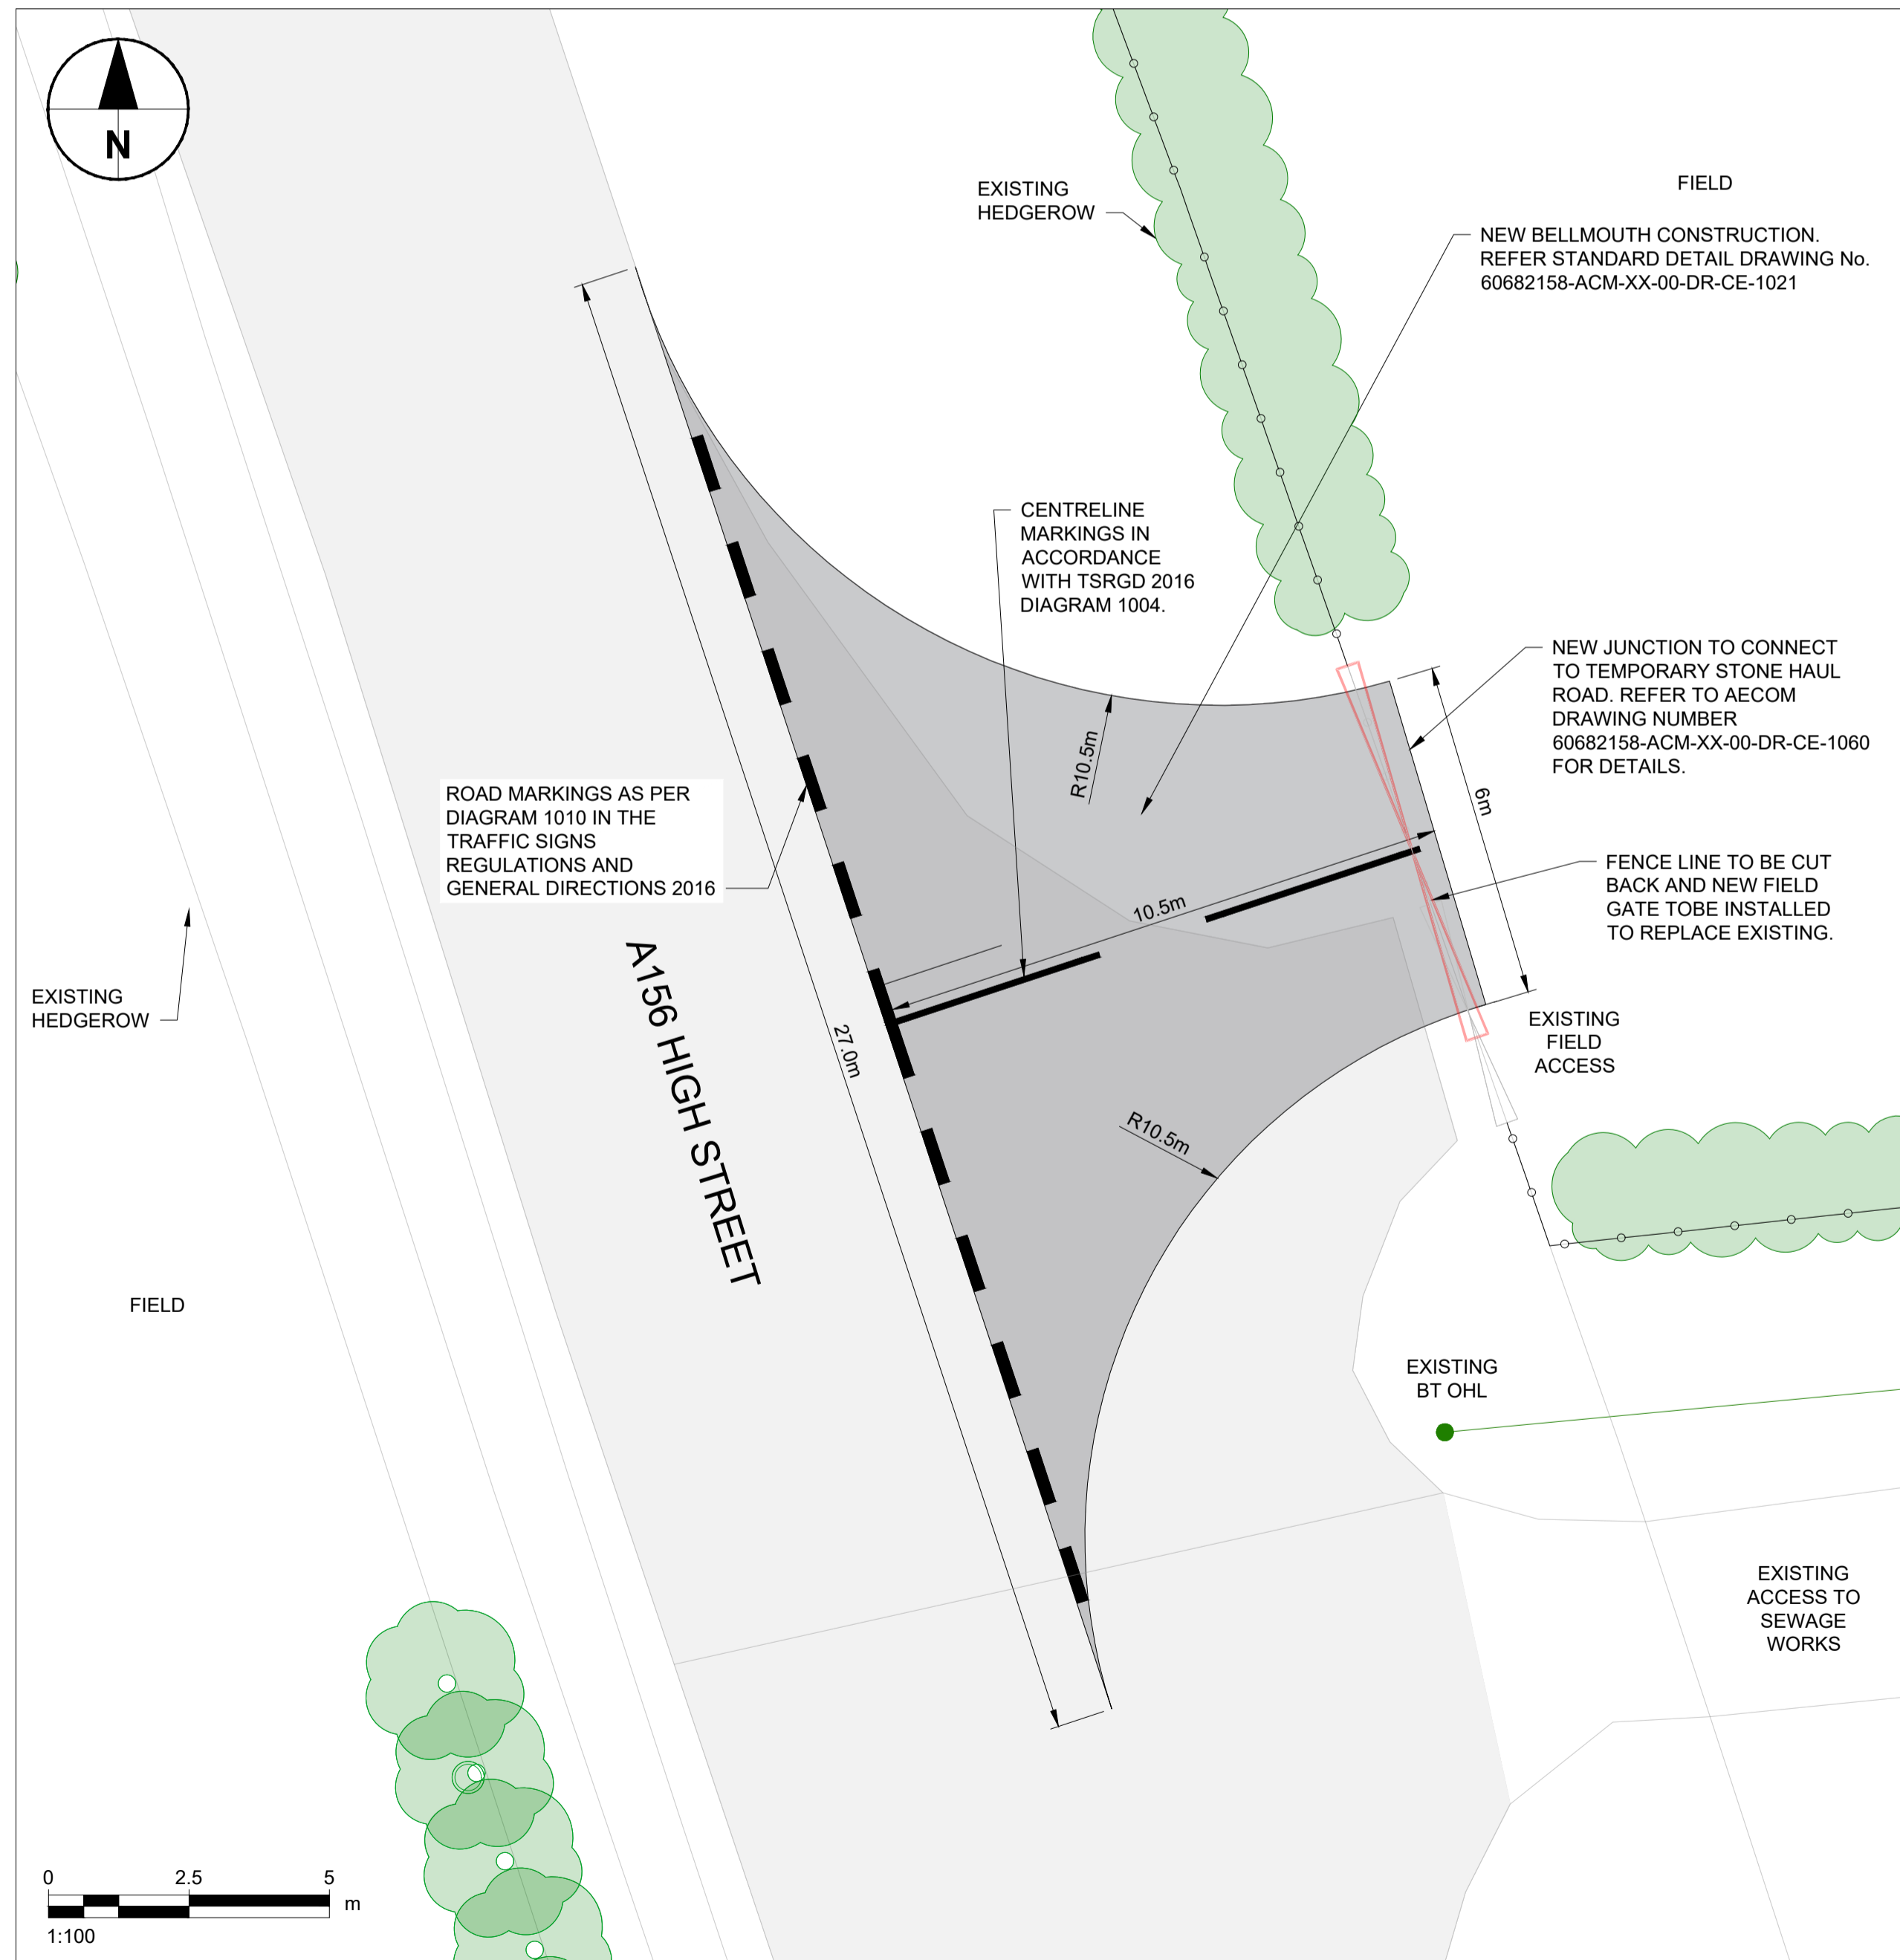 N
EXISTING
HEDGEROW
FIELD
NEW BELLMOUTH CONSTRUCTION.
REFER STANDARD DETAIL DRAWING No.
60682158-ACM-XX-00-DR-CE-1021
CENTRELINE
MARKINGS IN
ACCORDANCE
WITH TSRGD 2016
DIAGRAM 1004.
NEW JUNCTION TO CONNECT
TO TEMPORARY STONE HAUL
ROAD. REFER TO AECOM
DRAWING NUMBER
60682158-ACM-XX-00-DR-CE-1060
FOR DETAILS.
R10.5m
6m
ROAD MARKINGS AS PER
DIAGRAM 1010 IN THE
TRAFFIC SIGNS
REGULATIONS AND
GENERAL DIRECTIONS 2016
FENCE LINE TO BE CUT
BACK AND NEW FIELD
GATE TOBE INSTALLED
TO REPLACE EXISTING.
10.5m
A156 HIGH STREET
27.0m
EXISTING
HEDGEROW
EXISTING
FIELD
ACCESS
R10.5m
FIELD
EXISTING
BT OHL
EXISTING
ACCESS TO
SEWAGE
WORKS
0 2.5 5
m
1:100